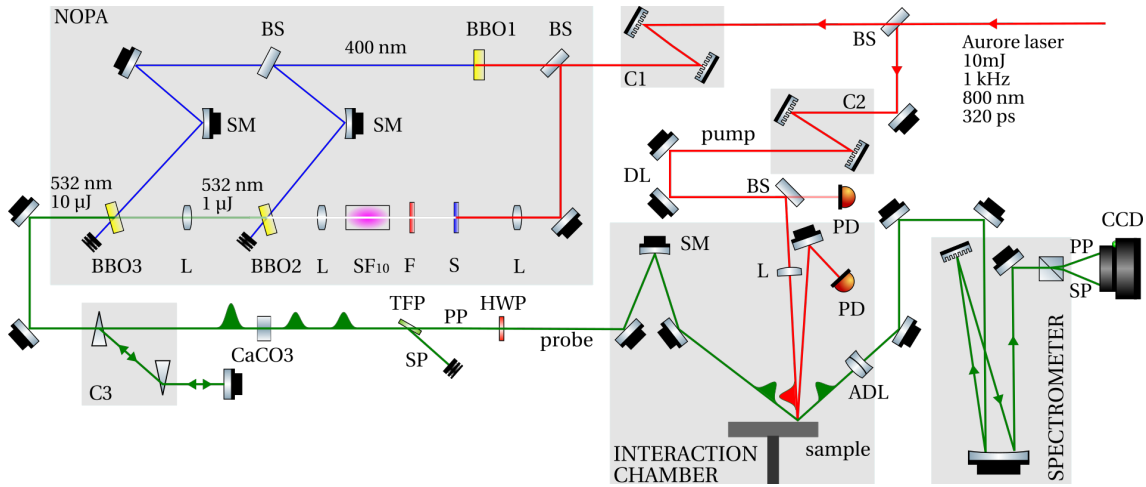 NOPA
BS
400 nm
BBO1
BS
C1
BS
Aurore laser
10mJ
1 kHz
800 nm
320 ps
C2
SM
SM
pump
DL
BS
PD
532 nm
10 µJ
532 nm
1 µJ
BBO3
L
BBO2
L
SF10
F
S
L
SM
L
PD
CCD
PP
SP
TFP
PP
HWP
SP
probe
CaCO3
C3
ADL
sample
INTERACTION
CHAMBER
SPECTROMETER